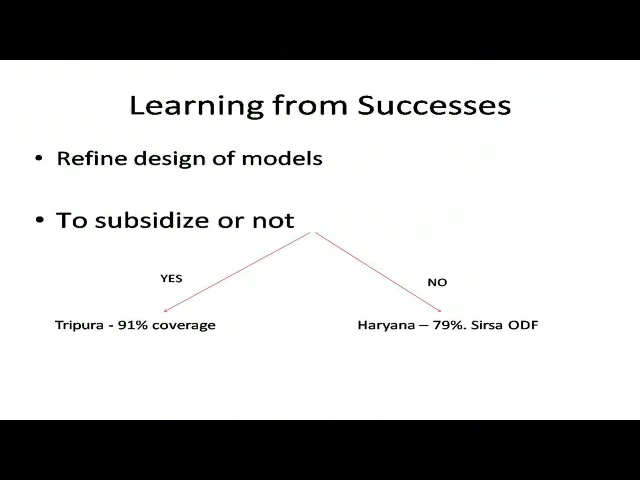 Learning from Successes
• Refine design of models
• To subsidize or not
YES
NO
Tripura - 91% coverage
Haryana – 79%. Sirsa ODF